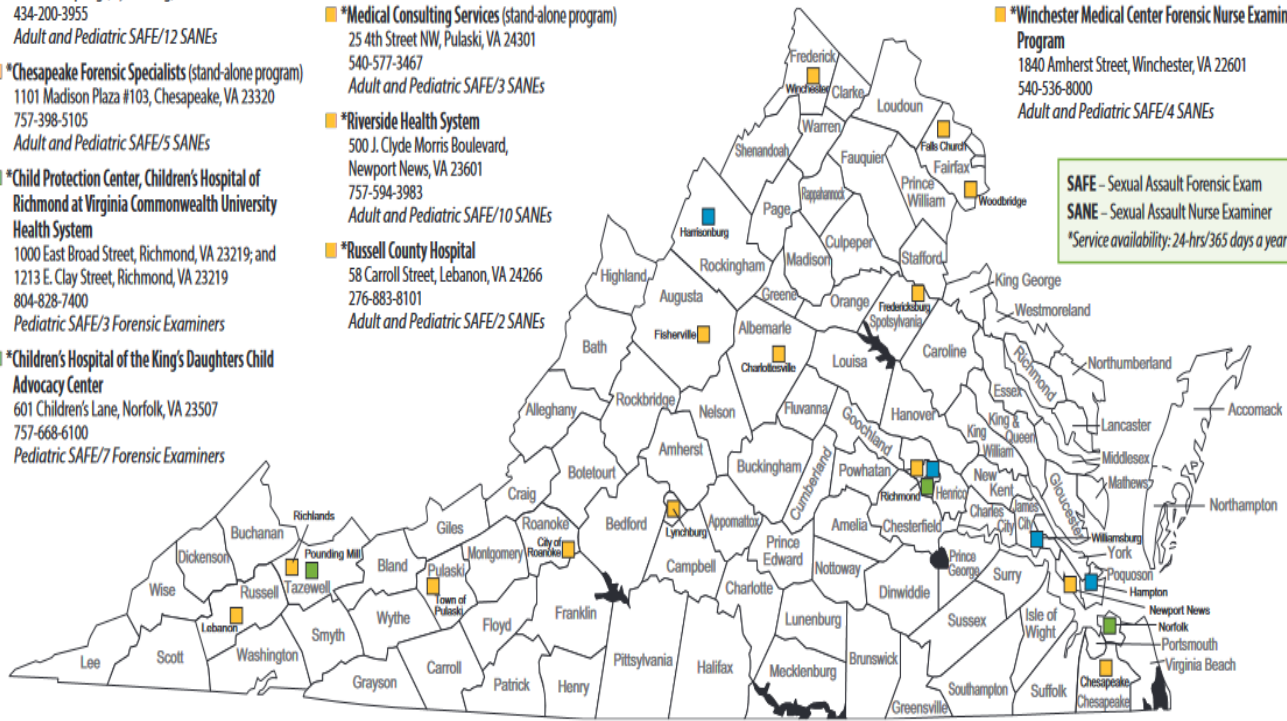 434-200-3955
Adult and Pediatric SAFE/12 SANEs
*Chesapeake Forensic Specialists (stand-alone program)
1101 Madison Plaza #103, Chesapeake, VA 23320
757-398-5105
Adult and Pediatric SAFE/5 SANEs
*Child Protection Center, Children's Hospital of
Richmond at Virginia Commonwealth University
Health System
1000 East Broad Street, Richmond, VA 23219; and
1213 E. Clay Street, Richmond, VA 23219
804-828-7400
Pediatric SAFE/3 Forensic Examiners
*Children's Hospital of the King's Daughters Child
Advocacy Center
601 Children's Lane, Norfolk, VA 23507
757-668-6100
Pediatric SAFE/7 Forensic Examiners
*Medical Consulting Services (stand-alone program)
25 4th Street NW, Pulaski, VA 24301
540-577-3467
Adult and Pediatric SAFE/3 SANEs
*Riverside Health System
500 J. Clyde Morris Boulevard,
Newport News, VA 23601
757-594-3983
Adult and Pediatric SAFE/10 SANEs
*Russell County Hospital
58 Carroll Street, Lebanon, VA 24266
276-883-8101
Adult and Pediatric SAFE/2 SANEs
*Winchester Medical Center Forensic Nurse Examin
Program
1840 Amherst Street, Winchester, VA 22601
540-536-8000
Adult and Pediatric SAFE/4 SANEs
SAFE – Sexual Assault Forensic Exam
SANE – Sexual Assault Nurse Examiner
*Service availability: 24-hrs/365 days a year
Frederick
Winchester
Clarke
Loudoun
Warren
Falls Church
Shenandoah
Fauquier
Fairfax
Prince
William
Woodbridge
Rappahannock
Page
Harrisonburg
Culpeper
Rockingham
Madison
Stafford
Highland
King George
Augusta
Greene
Orange
Fredericksburg
Westmoreland
Spotsylvania
Fisherville
Albemarle
Bath
Charlottesville
Louisa
Caroline
Richmond
Northumberland
Essex
Rockbridge
Alleghany
Nelson
Fluvanna
Goochland
Hanover
Accomack
King &
Queen
King
William
Lancaster
Amherst
Botetourt
Buckingham
Cumberland
Powhatan
Middlesex
Craig
Richmond
Henrico
New
Kent
Gloucester
Mathews
Richlands
Giles
Roanoke
Bedford
Lynchburg
Appomattox
Amelia
Chesterfield
Charles
City
James
City
Northampton
Buchanan
Dickenson
Pounding Mill
Bland
Montgomery
City of
Roanoke
Campbell
Prince
Edward
Nottoway
Prince
George
Williamsburg
York
Wise
Russell
Tazewell
Pulaski
Town of
Pulaski
Charlotte
Dinwiddie
Surry
Poquoson
Hampton
Newport News
Lebanon
Wythe
Floyd
Franklin
Lunenburg
Sussex
Isle of
Wight
Norfolk
Portsmouth
Virginia Beach
Lee
Scott
Washington
Smyth
Carroll
Pittsylvania
Halifax
Mecklenburg
Brunswick
Chesapeake
Chesapeake
Grayson
Patrick
Henry
Greensville
Southampton
Suffolk